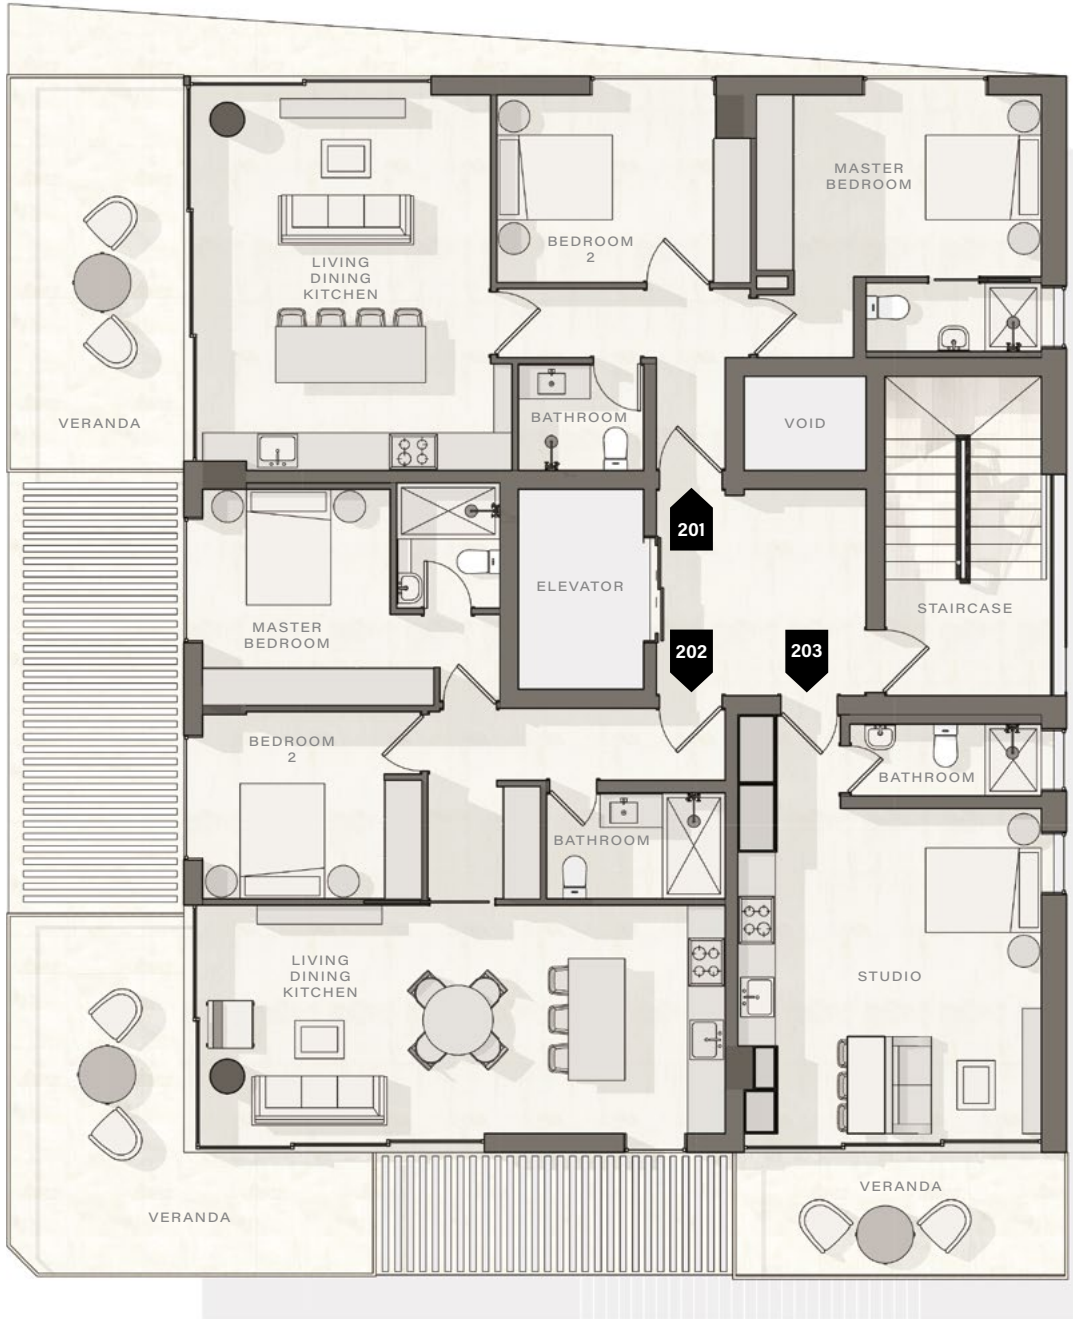 MASTER
BEDROOM
BEDROOM
2
LIVING
DINING
KITCHEN
VERANDA
BATHROOM
VOID
201
ELEVATOR
STAIRCASE
MASTER
BEDROOM
202
203
BEDROOM
2
BATHROOM
BATHROOM
LIVING
DINING
KITCHEN
STUDIO
VERANDA
VERANDA